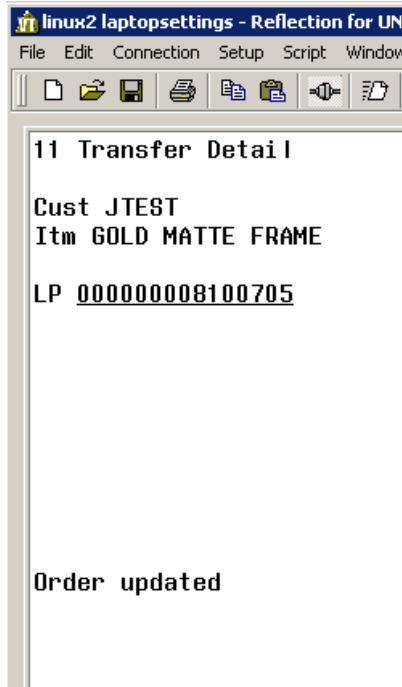 linux2 laptopsettings - Reflection for UN
File Edit Connection Setup Script Window
11 Transfer Detail
Cust JTEST
Itm GOLD MATTE FRAME
LP 000000008100705
Order updated